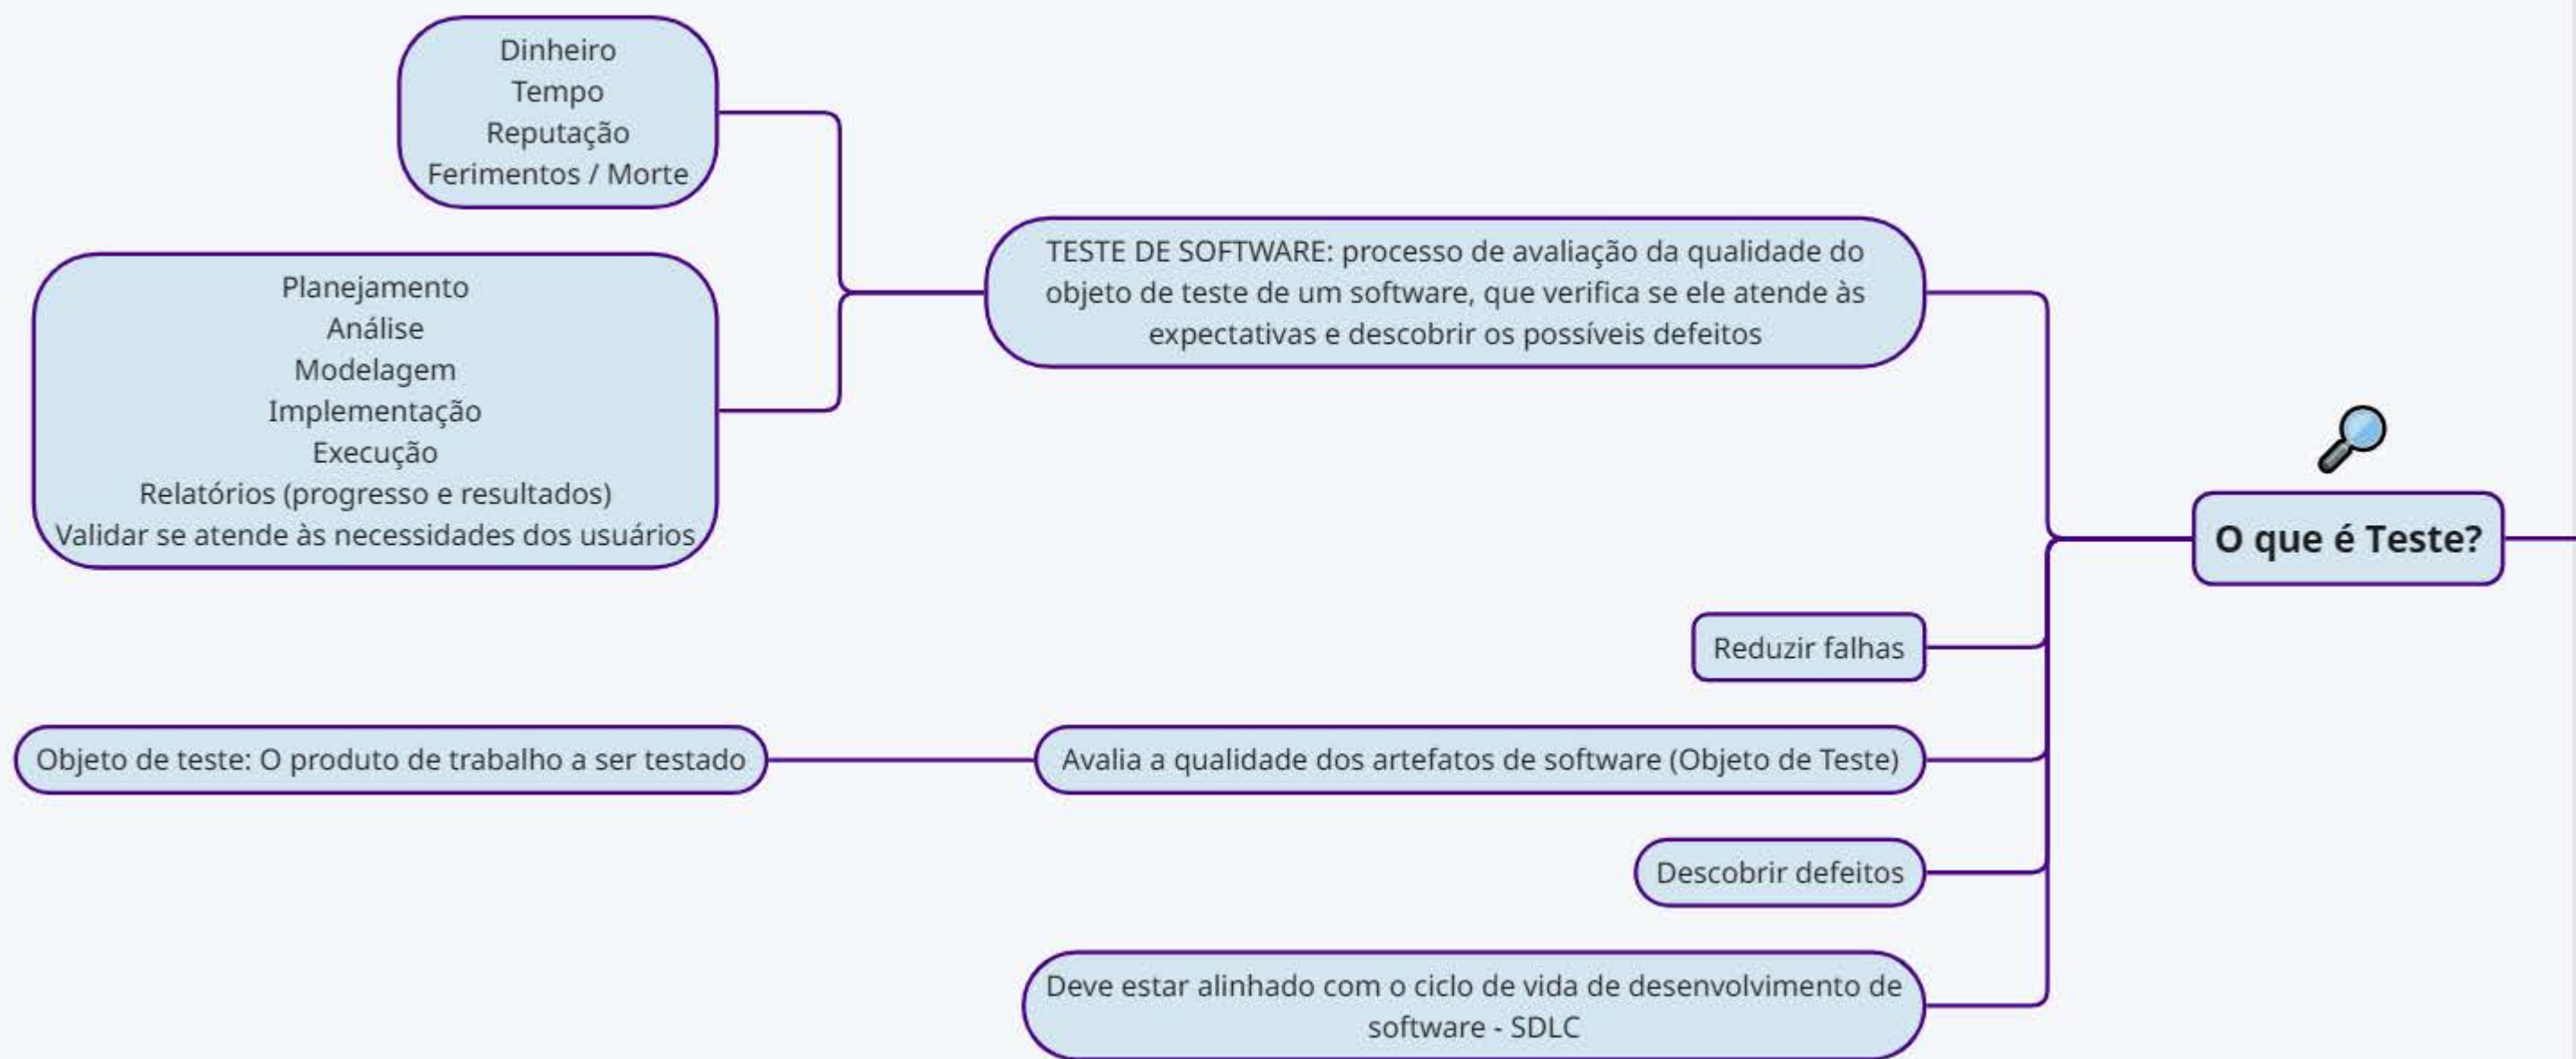 Dinheiro
Tempo
Reputação
Ferimentos / Morte
Planejamento
Análise
Modelagem
Implementação
Execução
Relatórios (progresso e resultados)
Validar se atende às necessidades dos usuários
TESTE DE SOFTWARE: processo de avaliação da qualidade do
objeto de teste de um software, que verifica se ele atende às
expectativas e descobrir os possíveis defeitos
O que é Teste?
Reduzir falhas
Objeto de teste: O produto de trabalho a ser testado
Avalia a qualidade dos artefatos de software (Objeto de Teste)
Descobrir defeitos
Deve estar alinhado com o ciclo de vida de desenvolvimento de
software - SDLC